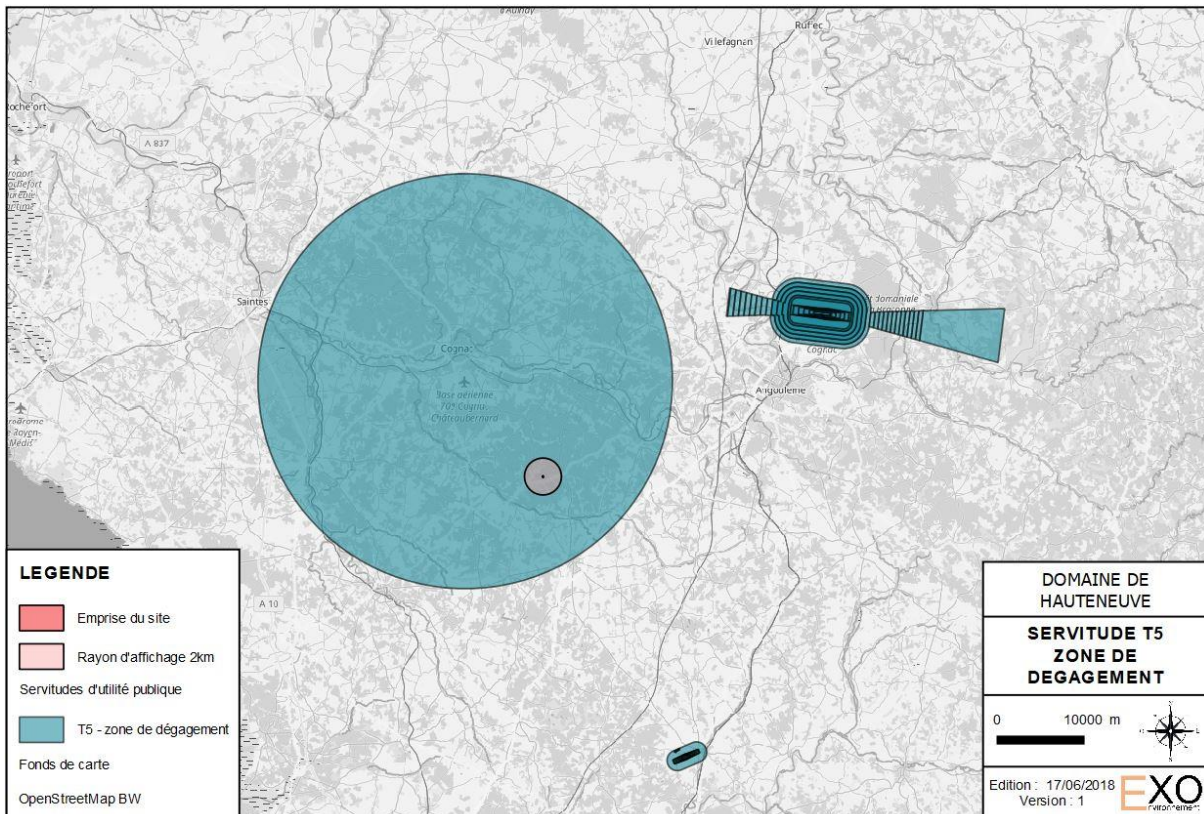 d'Aulnay
Ruffec
Villefagnan
A 837
Saintes
Cognac
Base aérienne
709 Cognac
Châteaubernard
Cognac
Angoulême
A 10
LEGENDE
Emprise du site
Rayon d'affichage 2km
Servitudes d'utilité publique
T5 - zone de dégagement
Fonds de carte
OpenStreetMap BW
DOMAINE DE
HAUTENEUVE
SERVITUDE T5
ZONE DE
DEGAGEMENT
0 10000 m
Edition : 17/06/2018
Version : 1
EXO
nvironnement